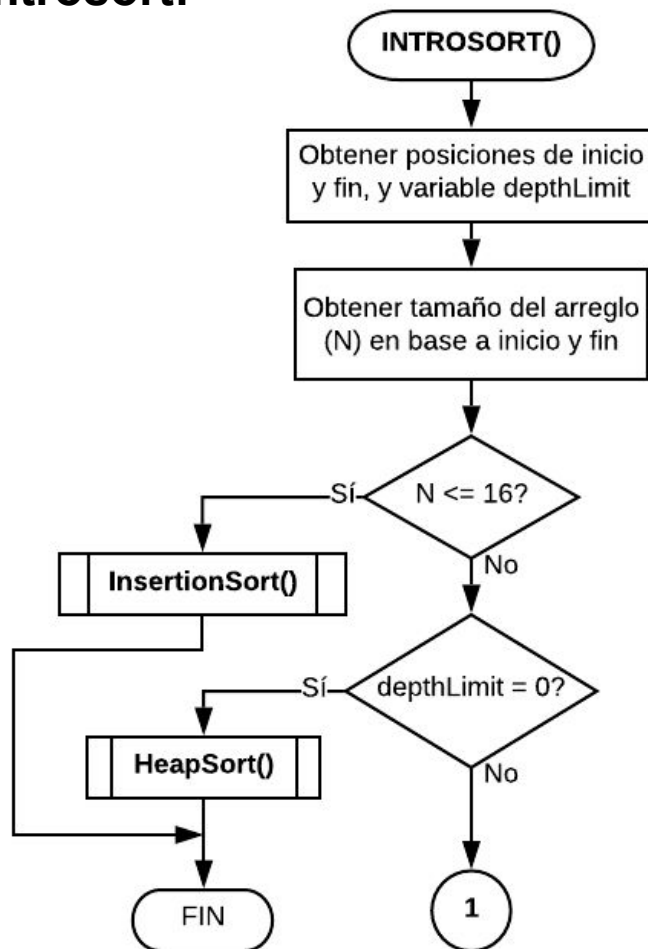 INTROSORT()
Obtener posiciones de inicio
y fin, y variable depthLimit
Obtener tamaño del arreglo
(N) en base a inicio y fin
N <= 16?
Sí
No
InsertionSort()
depthLimit = 0?
Sí
No
HeapSort()
FIN
1